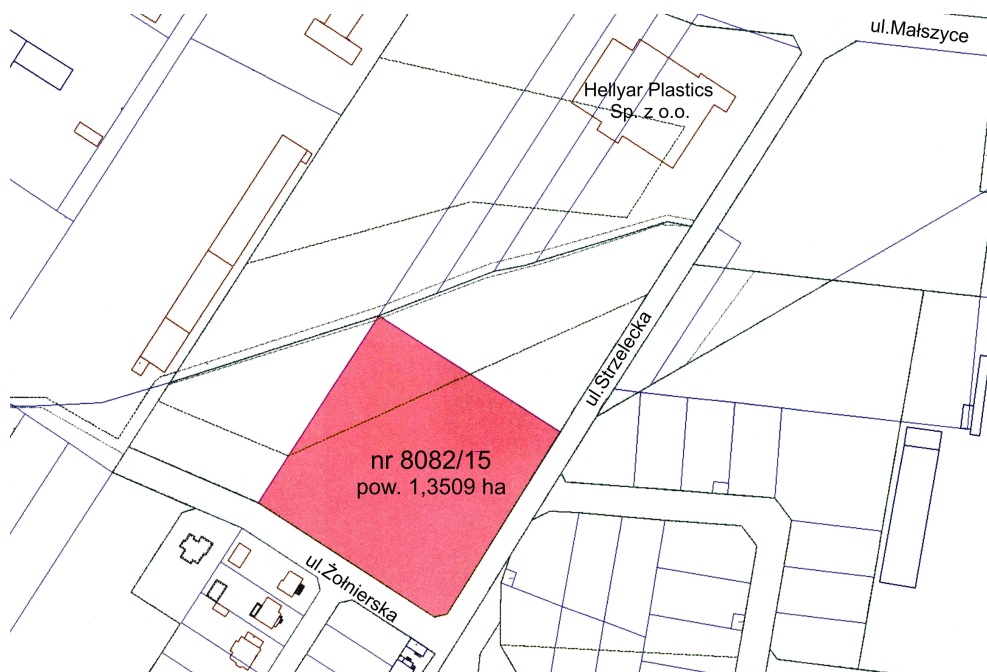 ul.Małszyce
Hellyar Plastics
Sp. z o.o.
ul.Strzelecka
nr 8082/15
pow. 1,3509 ha
ul.Żołnierska